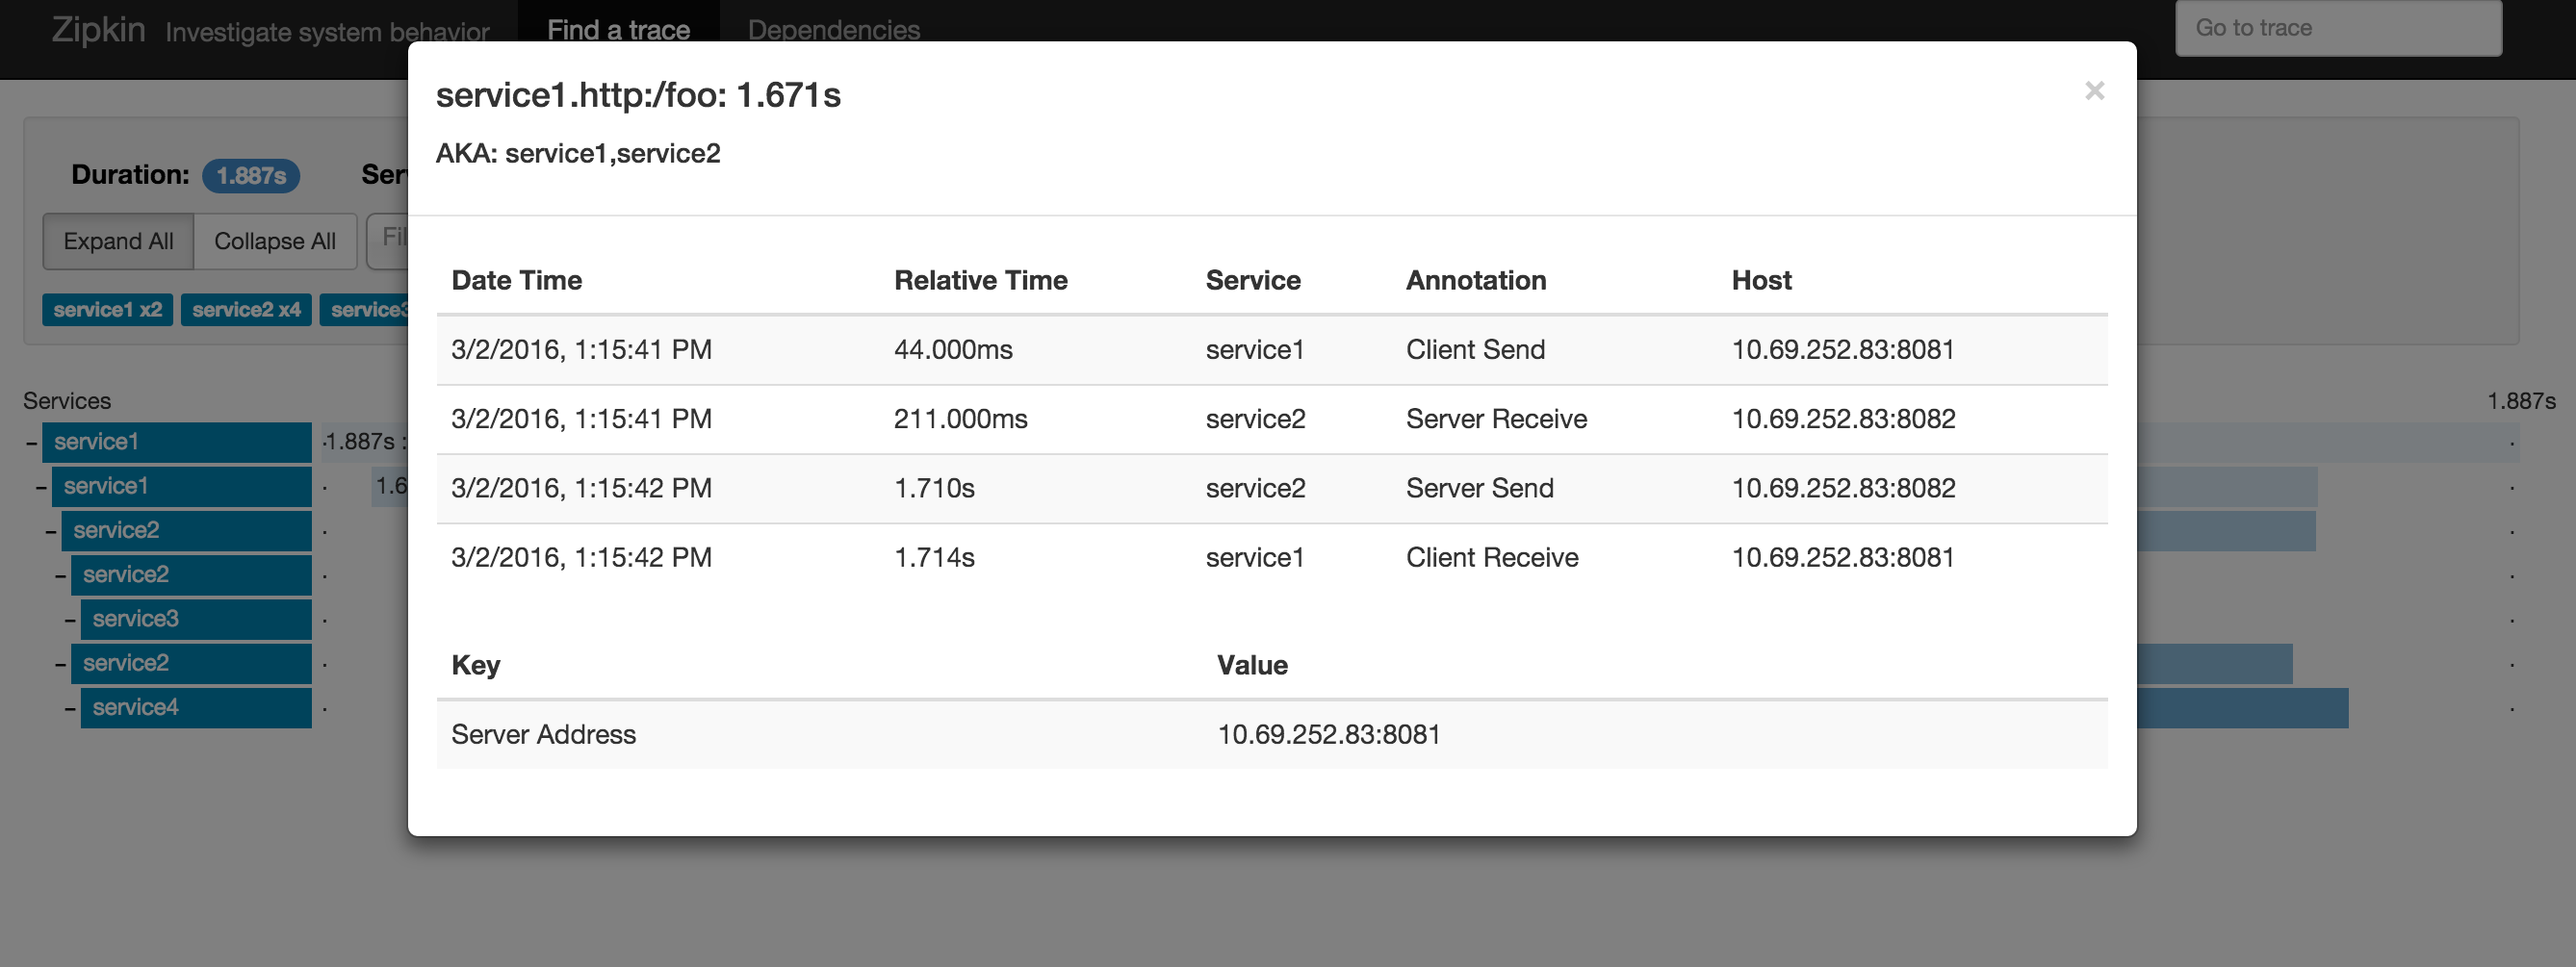 Zipkin Investigate system behavior Find a trace Dependencies Go to trace
service1.http:/foo: 1.671s ×
AKA: service1,service2
Duration: 1.887s
Expand All Collapse All
service1 x2 service2 x4 service3
Date Time Relative Time Service Annotation Host
3/2/2016, 1:15:41 PM 44.000ms service1 Client Send 10.69.252.83:8081
3/2/2016, 1:15:41 PM 211.000ms service2 Server Receive 10.69.252.83:8082
3/2/2016, 1:15:42 PM 1.710s service2 Server Send 10.69.252.83:8082
3/2/2016, 1:15:42 PM 1.714s service1 Client Receive 10.69.252.83:8081
Key Value
Server Address 10.69.252.83:8081
Services 1.887s
service1 1.887s :
service1 1.6
service2
service2
service3
service2
service4